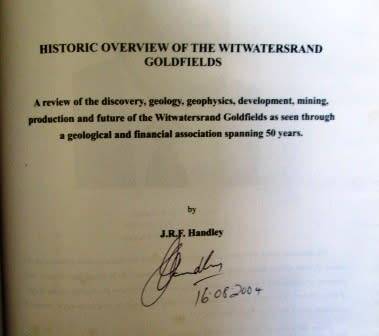 HISTORIC OVERVIEW OF THE WITWATERSRAND
GOLDFIELDS
A review of the discovery, geology, geophysics, development, mining,
production and future of the Witwatersrand Goldfields as seen through
a geological and financial association spanning 50 years.
by
J.R.F. Handley
Handley
16·08·2004